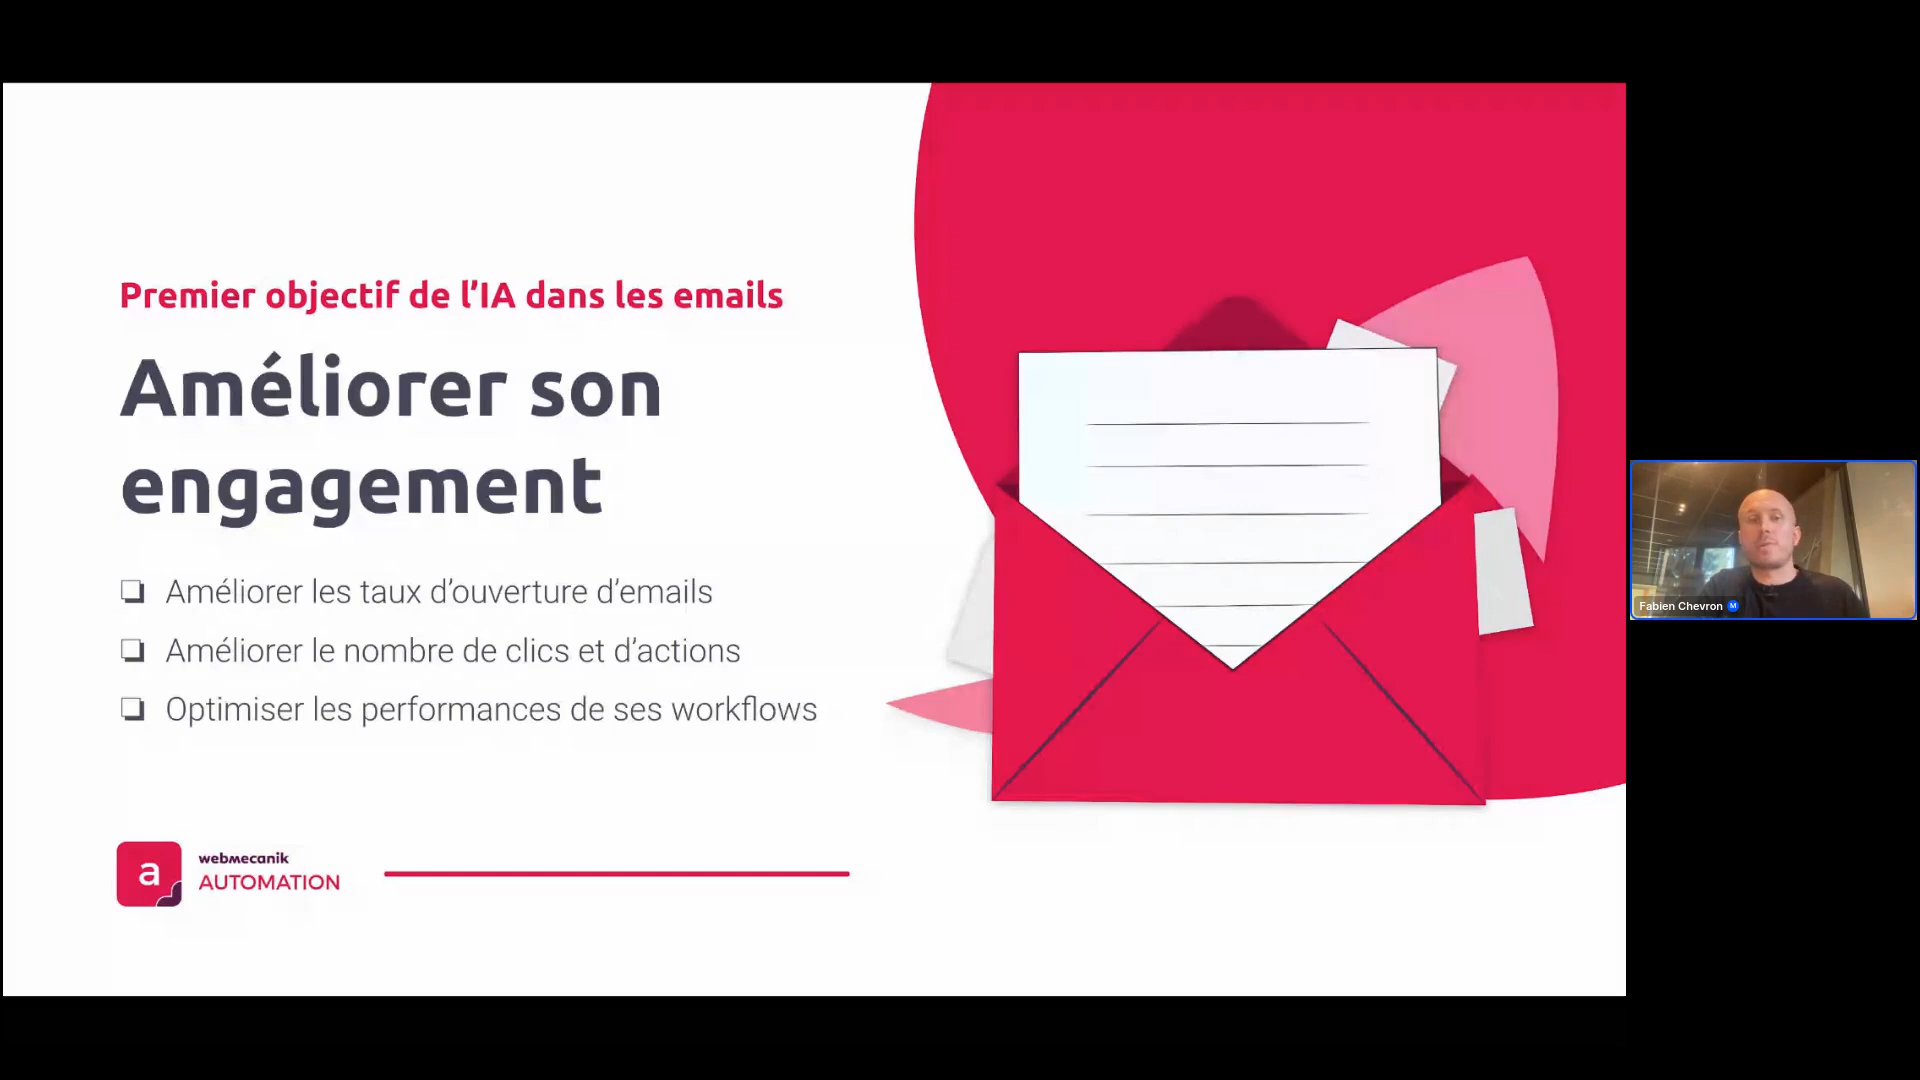 Premier objectif de l’IA dans les emails
Améliorer son
engagement
❏ Améliorer les taux d’ouverture d’emails
❏ Améliorer le nombre de clics et d’actions
❏ Optimiser les performances de ses workflows
a
webmecanik
AUTOMATION
Fabien Chevron M